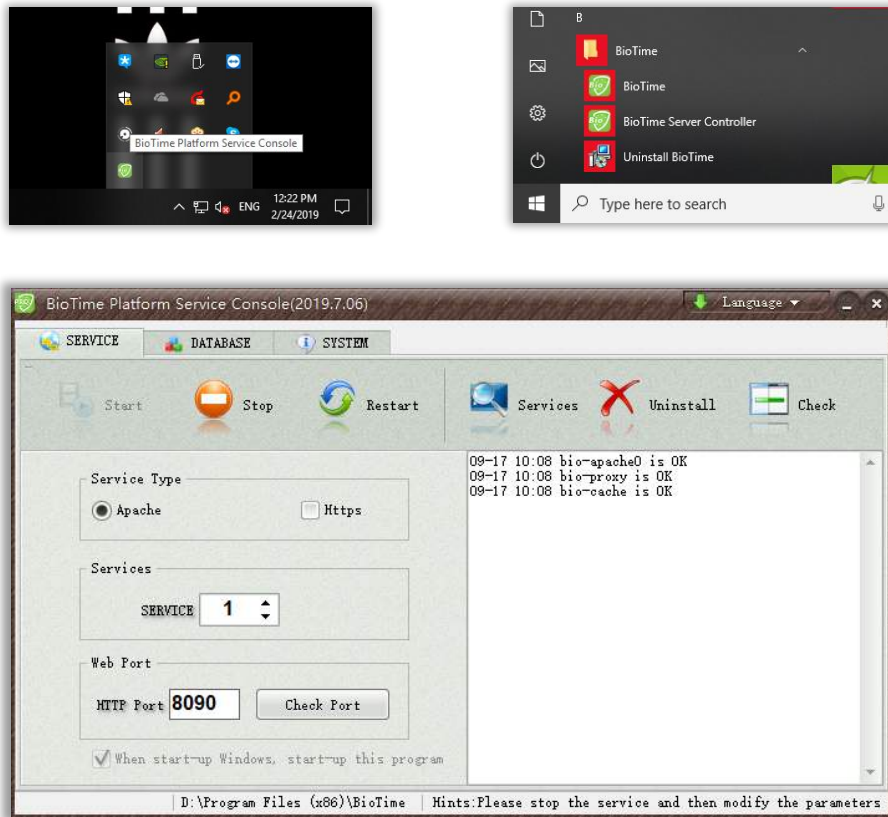 BioTime Platform Service Console
ENG
12:22 PM
2/24/2019
B
BioTime
BioTime
BioTime Server Controller
Uninstall BioTime
Type here to search
BioTime Platform Service Console(2019.7.06)
Language
SERVICE DATABASE SYSTEM
Start Stop Restart Services Uninstall Check
Service Type
Apache Https
Services
SERVICE 1
Web Port
HTTP Port 8090 Check Port
When start-up Windows, start-up this program
09-17 10:08 bio-apache0 is OK
09-17 10:08 bio-proxy is OK
09-17 10:08 bio-cache is OK
D:\Program Files (x86)\BioTime Hints:Please stop the service and then modify the parameters